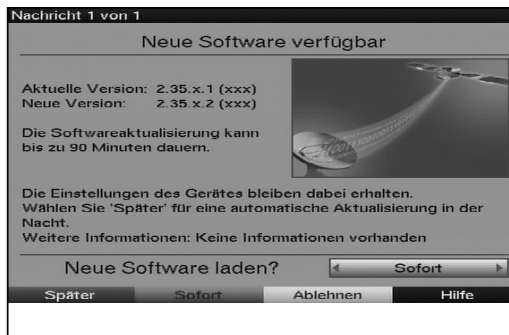 Nachricht 1 von 1
Neue Software verfügbar
Aktuelle Version: 2.35.x.1 (xxx)
Neue Version: 2.35.x.2 (xxx)
Die Softwareaktualisierung kann
bis zu 90 Minuten dauern.
Die Einstellungen des Gerätes bleiben dabei erhalten.
Wählen Sie 'Später' für eine automatische Aktualisierung in der
Nacht.
Weitere Informationen: Keine Informationen vorhanden
Neue Software laden? Sofort
Später Sofort Ablehnen Hilfe